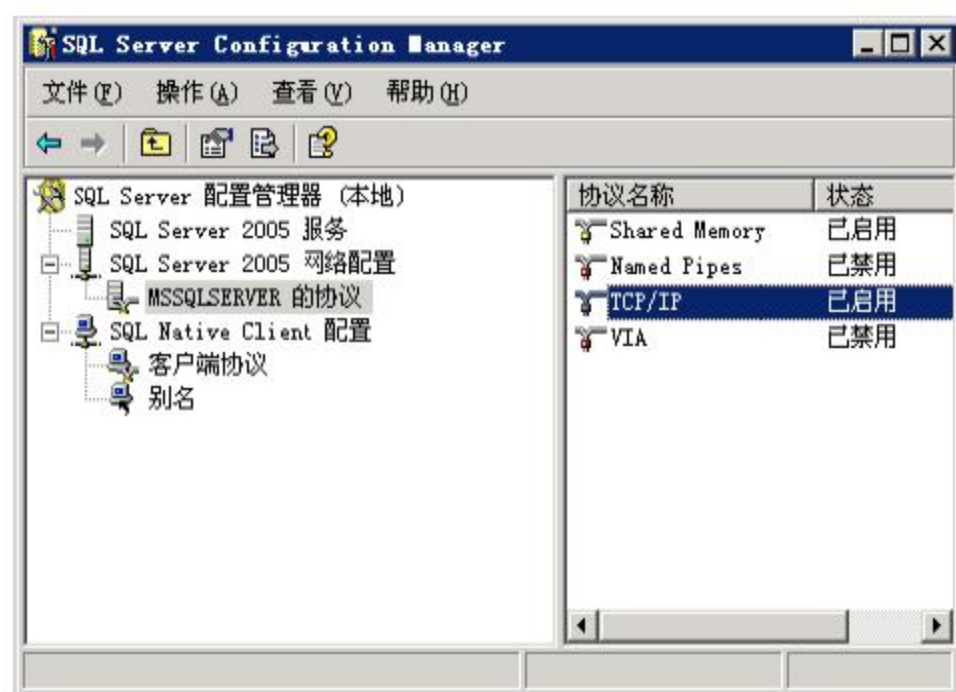 SQL Server Configuration Manager
文件(F) 操作(A) 查看(V) 帮助(H)
SQL Server 配置管理器 (本地)
SQL Server 2005 服务
SQL Server 2005 网络配置
MSSQLSERVER 的协议
SQL Native Client 配置
客户端协议
别名
协议名称 状态
Shared Memory 已启用
Named Pipes 已禁用
TCP/IP 已启用
VIA 已禁用